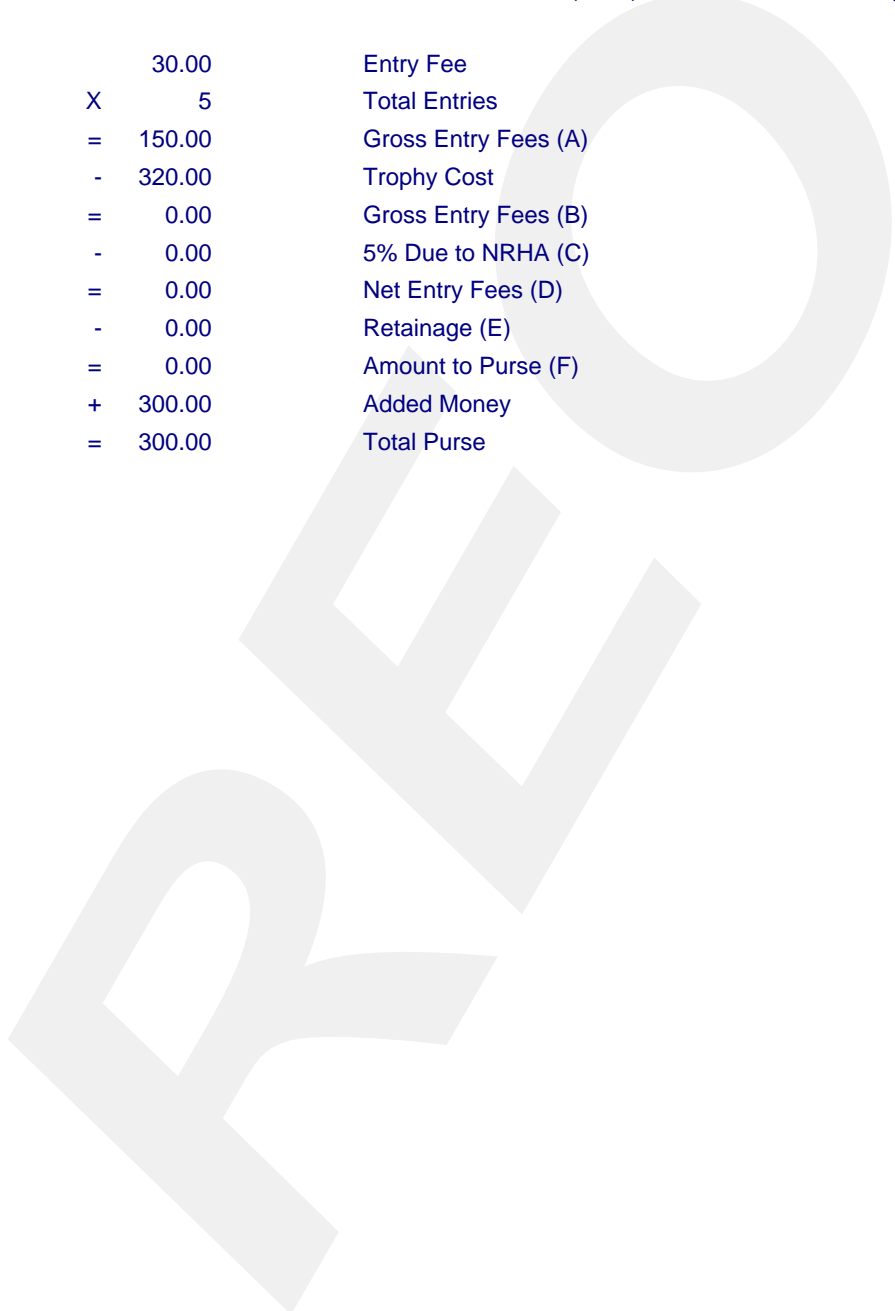 30.00 Entry Fee
X 5 Total Entries
= 150.00 Gross Entry Fees (A)
- 320.00 Trophy Cost
= 0.00 Gross Entry Fees (B)
- 0.00 5% Due to NRHA (C)
= 0.00 Net Entry Fees (D)
- 0.00 Retainage (E)
= 0.00 Amount to Purse (F)
+ 300.00 Added Money
= 300.00 Total Purse
REO